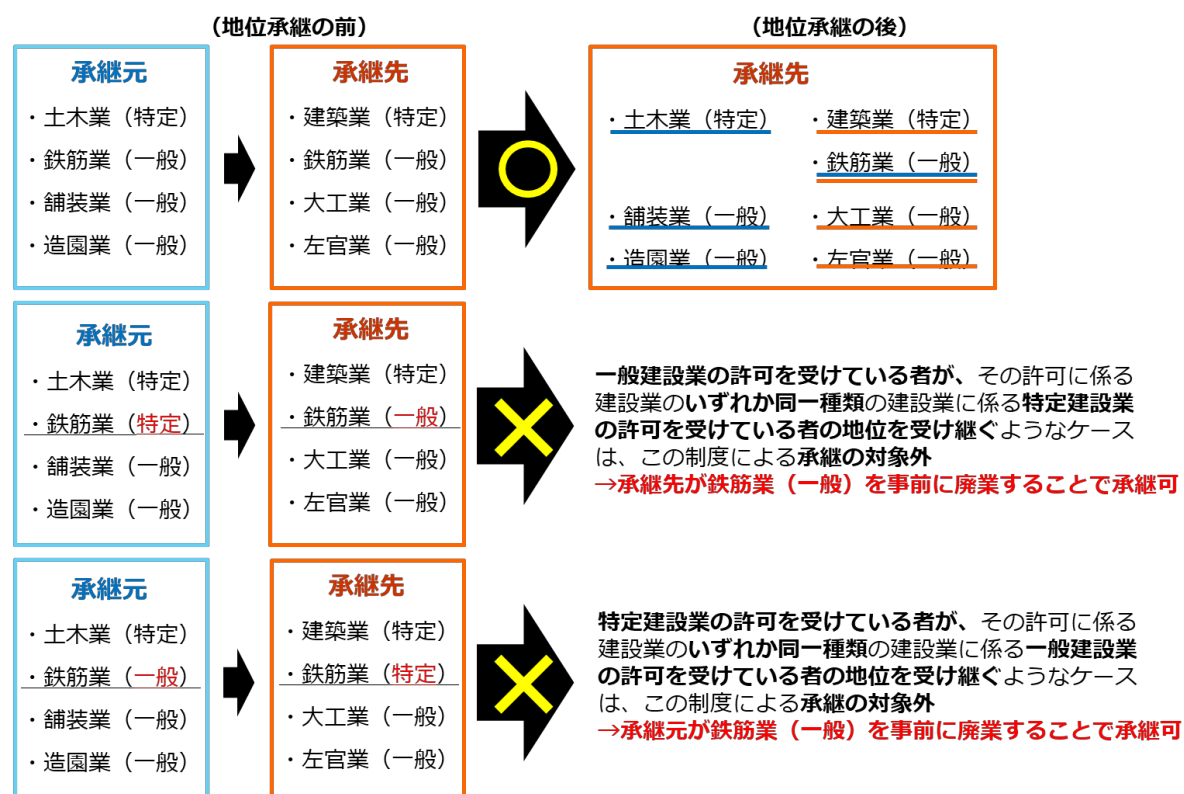 （地位承継の前）
（地位承継の後）
承継元
・土木業（特定）
・鉄筋業（一般）
・舗装業（一般）
・造園業（一般）
承継先
・建築業（特定）
・鉄筋業（一般）
・大工業（一般）
・左官業（一般）
承継先
・土木業（特定）
・建築業（特定）
・鉄筋業（一般）
・舗装業（一般）
・大工業（一般）
・造園業（一般）
・左官業（一般）
承継元
・土木業（特定）
・鉄筋業（特定）
・舗装業（一般）
・造園業（一般）
承継先
・建築業（特定）
・鉄筋業（一般）
・大工業（一般）
・左官業（一般）
一般建設業の許可を受けている者が、その許可に係る
建設業のいずれか同一種類の建設業に係る特定建設業
の許可を受けている者の地位を受け継ぐようなケース
は、この制度による承継の対象外
→承継先が鉄筋業（一般）を事前に廃業することで承継可
承継元
・土木業（特定）
・鉄筋業（一般）
・舗装業（一般）
・造園業（一般）
承継先
・建築業（特定）
・鉄筋業（特定）
・大工業（一般）
・左官業（一般）
特定建設業の許可を受けている者が、その許可に係る
建設業のいずれか同一種類の建設業に係る一般建設業
の許可を受けている者の地位を受け継ぐようなケース
は、この制度による承継の対象外
→承継元が鉄筋業（一般）を事前に廃業することで承継可